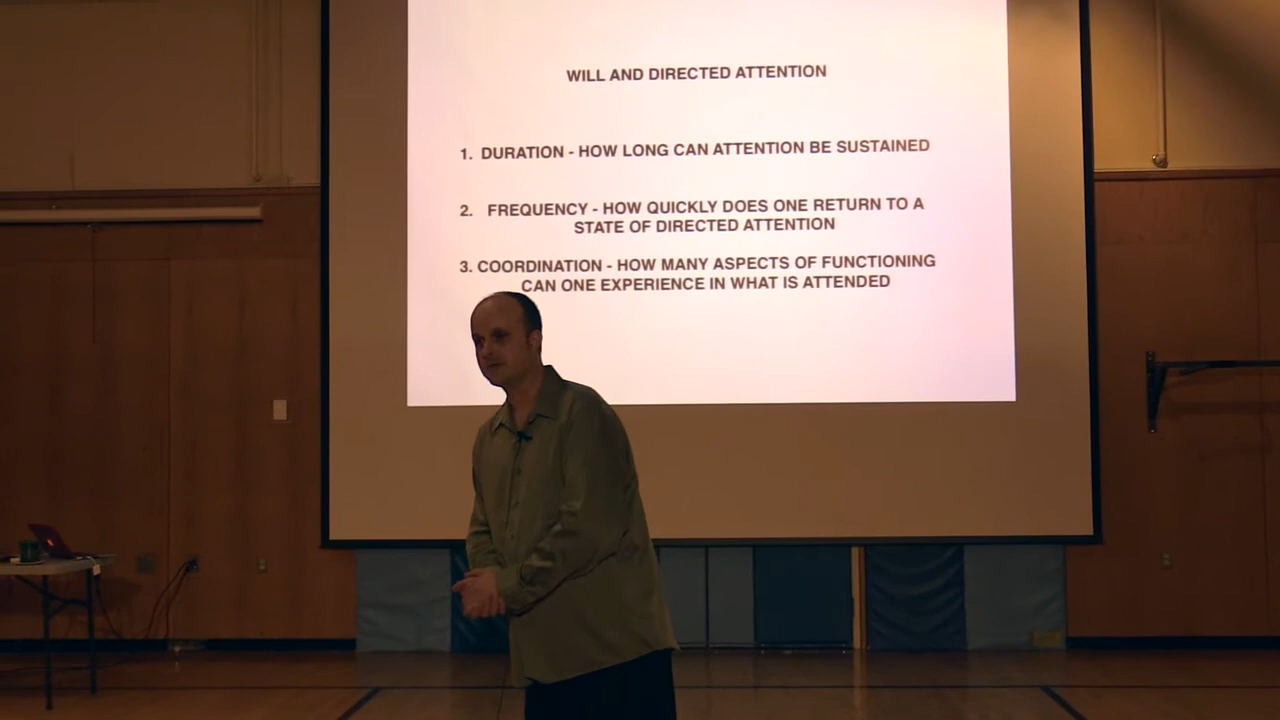 WILL AND DIRECTED ATTENTION
1. DURATION - HOW LONG CAN ATTENTION BE SUSTAINED
2. FREQUENCY - HOW QUICKLY DOES ONE RETURN TO A
STATE OF DIRECTED ATTENTION
3. COORDINATION - HOW MANY ASPECTS OF FUNCTIONING
CAN ONE EXPERIENCE IN WHAT IS ATTENDED